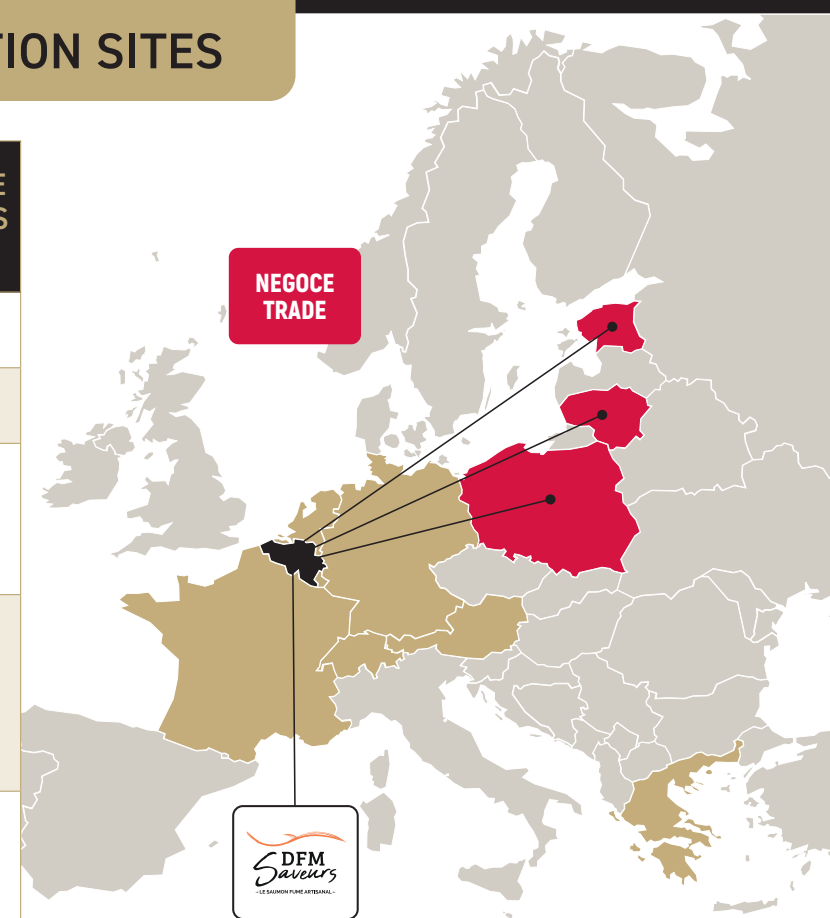 TION SITES
E
S
NEGOCE
TRADE
DFM
Saveurs
- LE SAUMON FUMÉ ARTISANAL -